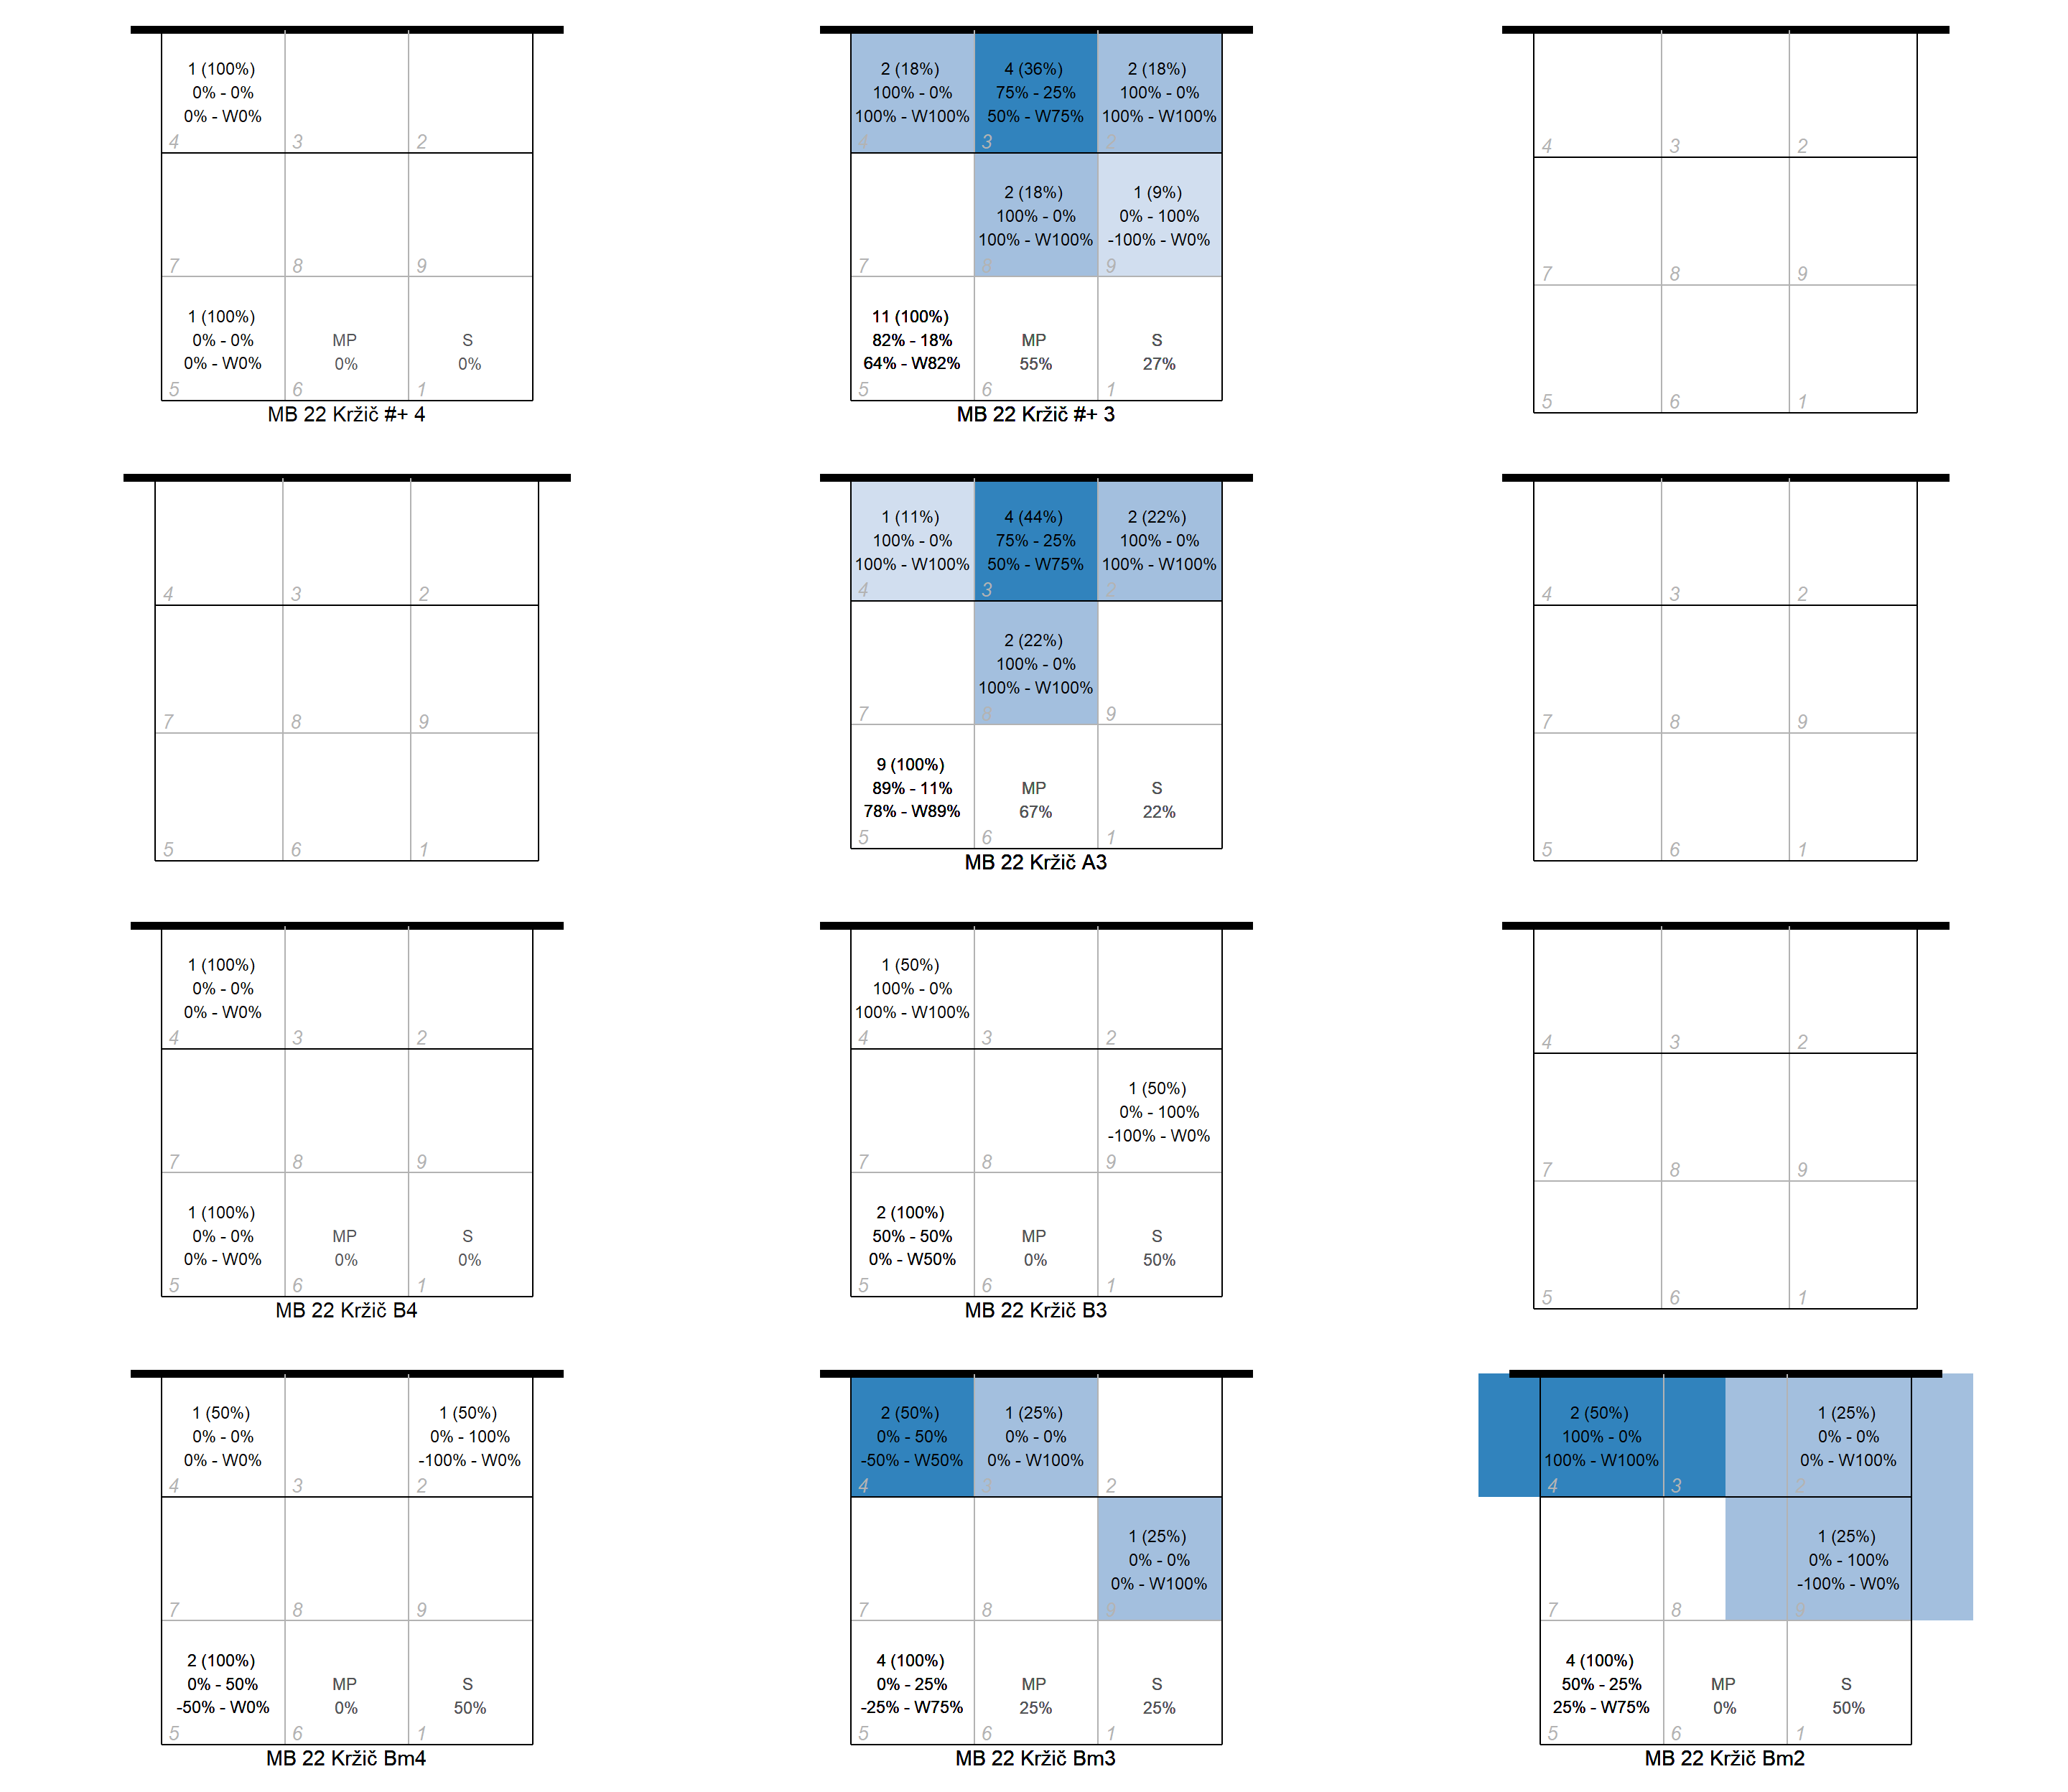 1 (100%)
0% - 0%
0% - W0%
4
3
2
7
8
9
1 (100%)
0% - 0%
0% - W0%
MP
0%
S
0%
5
6
1
MB 22 Kržič #+ 4
2 (18%)
100% - 0%
100% - W100%
4 (36%)
75% - 25%
50% - W75%
2 (18%)
100% - 0%
100% - W100%
4
3
2
2 (18%)
100% - 0%
100% - W100%
1 (9%)
0% - 100%
-100% - W0%
7
8
9
11 (100%)
82% - 18%
64% - W82%
MP
55%
S
27%
5
6
1
MB 22 Kržič #+ 3
4
3
2
7
8
9
5
6
1
4
3
2
7
8
9
5
6
1
1 (11%)
100% - 0%
100% - W100%
4 (44%)
75% - 25%
50% - W75%
2 (22%)
100% - 0%
100% - W100%
4
3
2
2 (22%)
100% - 0%
100% - W100%
7
8
9
9 (100%)
89% - 11%
78% - W89%
MP
67%
S
22%
5
6
1
MB 22 Kržič A3
4
3
2
7
8
9
5
6
1
1 (100%)
0% - 0%
0% - W0%
4
3
2
7
8
9
1 (100%)
0% - 0%
0% - W0%
MP
0%
S
0%
5
6
1
MB 22 Kržič B4
1 (50%)
100% - 0%
100% - W100%
4
3
2
1 (50%)
0% - 100%
-100% - W0%
7
8
9
2 (100%)
50% - 50%
0% - W50%
MP
0%
S
50%
5
6
1
MB 22 Kržič B3
4
3
2
7
8
9
5
6
1
1 (50%)
0% - 0%
0% - W0%
1 (50%)
0% - 100%
-100% - W0%
4
3
2
7
8
9
2 (100%)
0% - 50%
-50% - W0%
MP
0%
S
50%
5
6
1
MB 22 Kržič Bm4
2 (50%)
0% - 50%
-50% - W50%
1 (25%)
0% - 0%
0% - W100%
4
3
2
1 (25%)
0% - 0%
0% - W100%
7
8
9
4 (100%)
0% - 25%
-25% - W75%
MP
25%
S
25%
5
6
1
MB 22 Kržič Bm3
2 (50%)
100% - 0%
100% - W100%
1 (25%)
0% - 0%
0% - W100%
4
3
2
1 (25%)
0% - 100%
-100% - W0%
7
8
9
4 (100%)
50% - 25%
25% - W75%
MP
0%
S
50%
5
6
1
MB 22 Kržič Bm2